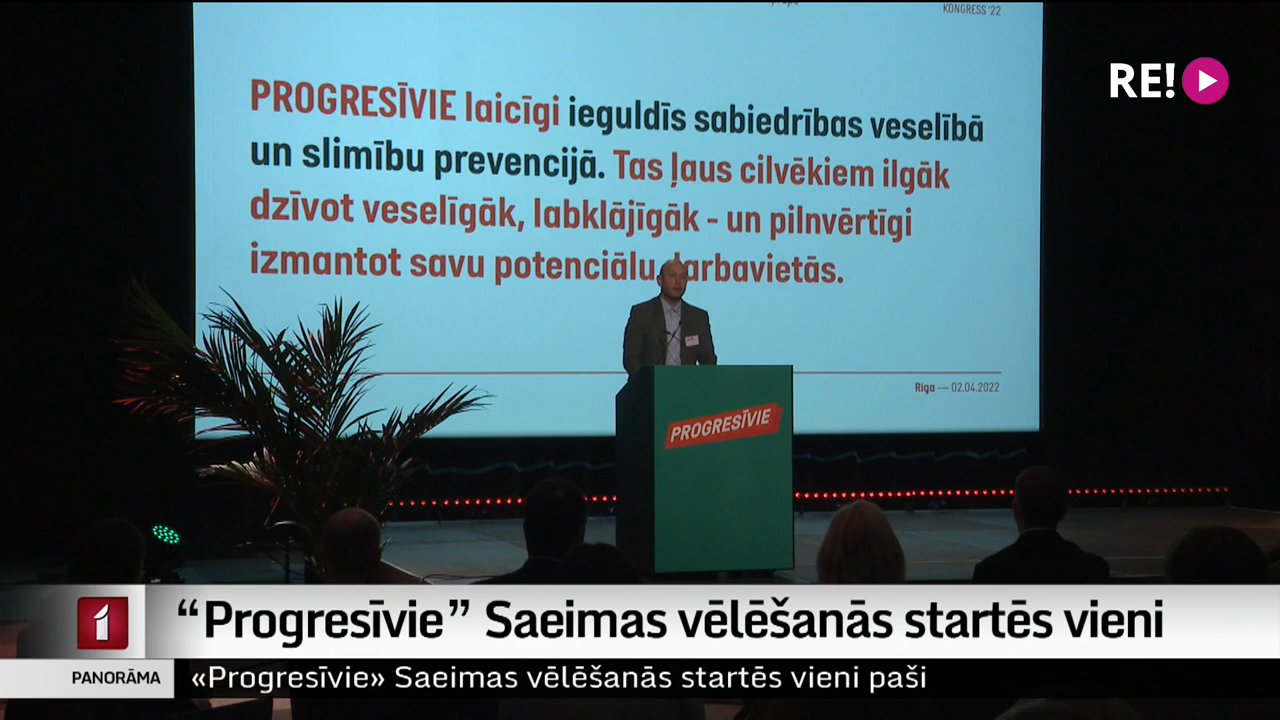 KONGRESS '22
RE!
PROGRESĪVIE laicīgi ieguldīs sabiedrības veselībā
un slimību prevencijā. Tas ļaus cilvēkiem ilgāk
dzīvot veselīgāk, labklājīgāk - un pilnvērtīgi
izmantot savu potenciālu darbavietās.
Rīga — 02.04.2022
PROGRESĪVIE
1
“Progresīvie” Saeimas vēlēšanās startēs vieni
PANORĀMA
«Progresīvie» Saeimas vēlēšanās startēs vieni paši